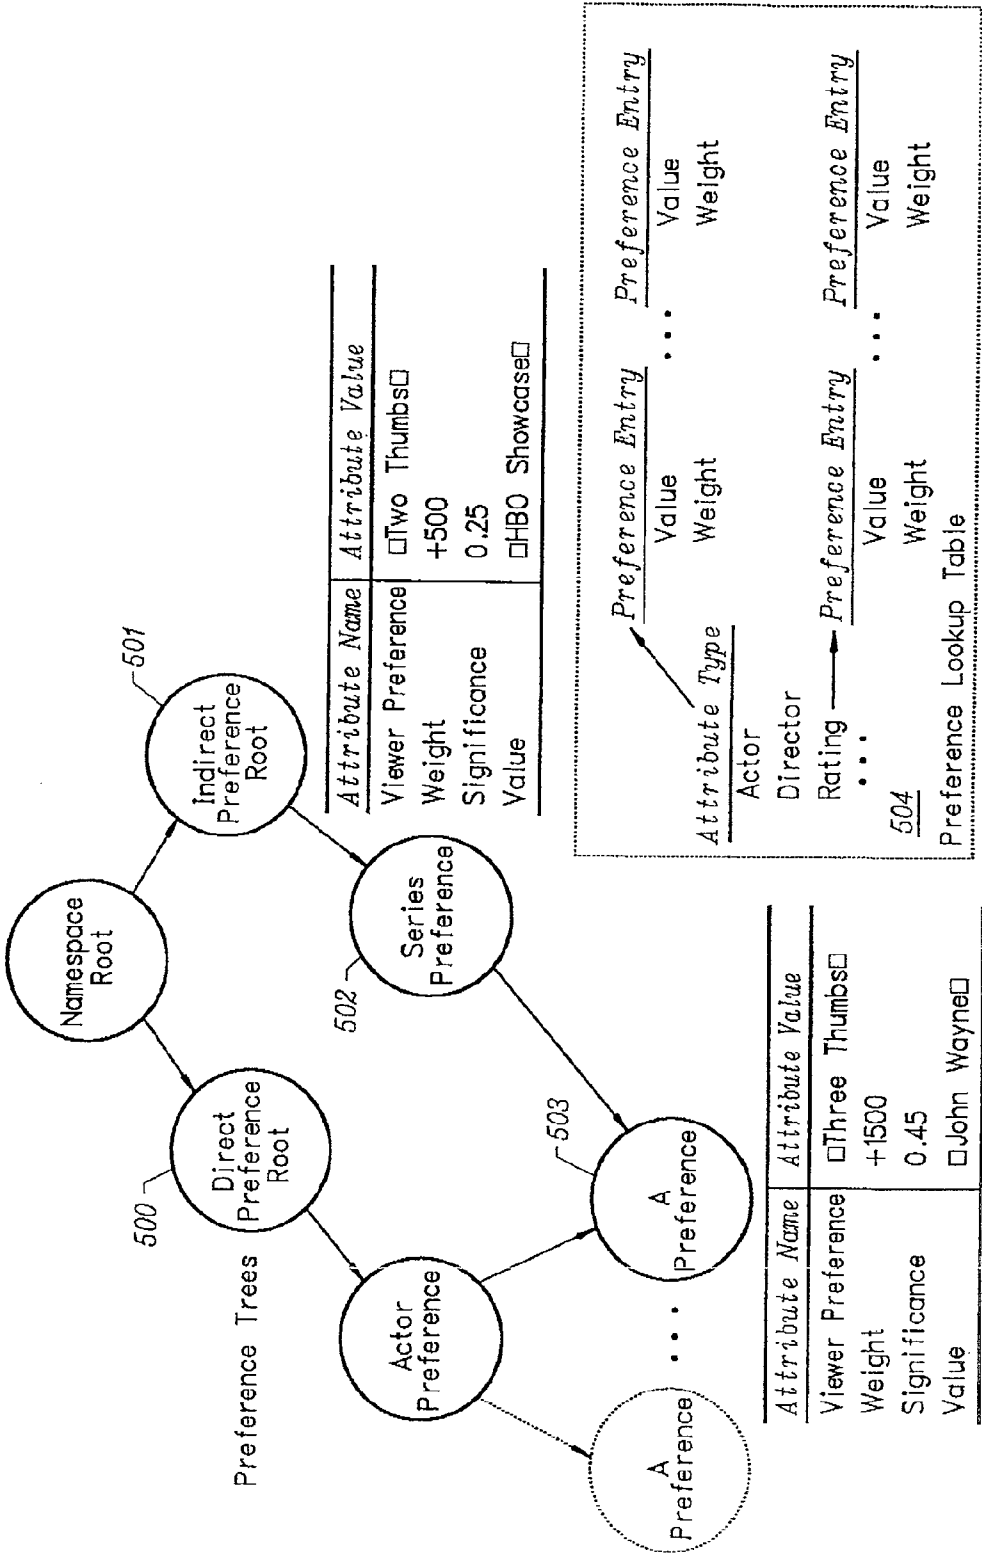 Preference Trees
Namespace
Root
500
Direct
Preference
Root
Indirect
Preference
Root
501
Actor
Preference
502
Series
Preference
Attribute Name Attribute Value
Viewer Preference □Two Thumbs□
Weight +500
Significance 0.25
Value □HBO Showcase□
A
Preference
....
A
Preference
503
Attribute Name Attribute Value
Viewer Preference □Three Thumbs□
Weight +1500
Significance 0.45
Value □John Wayne□
Preference Entry ... Preference Entry
Value Value
Weight Weight
Attribute Type
Actor
Director
Rating Preference Entry ... Preference Entry
... Value Value
504 Weight Weight
Preference Lookup Table